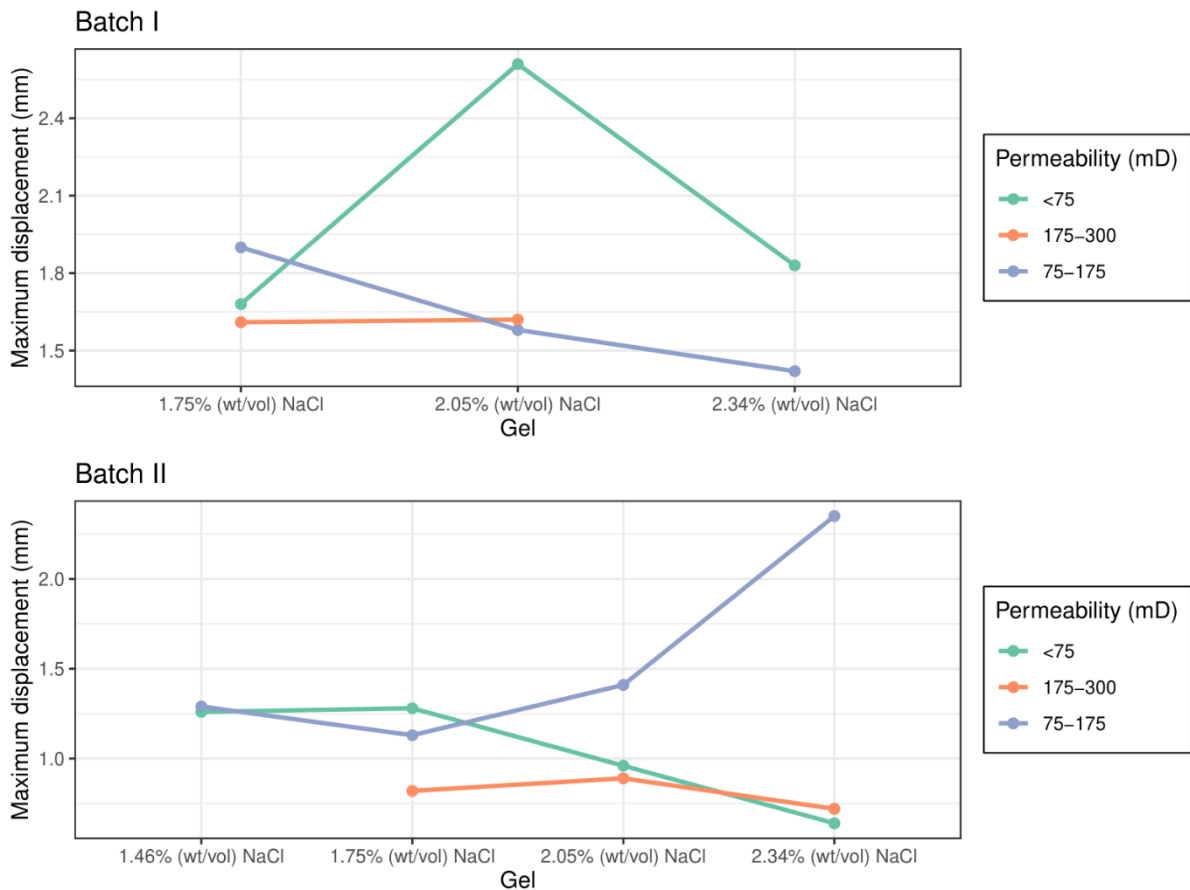 Batch I
Maximum displacement (mm)
2.4
2.1
1.8
1.5
1.75% (wt/vol) NaCl
2.05% (wt/vol) NaCl
2.34% (wt/vol) NaCl
Gel
Permeability (mD)
<75
175−300
75−175
Batch II
Maximum displacement (mm)
2.0
1.5
1.0
1.46% (wt/vol) NaCl
1.75% (wt/vol) NaCl
2.05% (wt/vol) NaCl
2.34% (wt/vol) NaCl
Gel
Permeability (mD)
<75
175−300
75−175